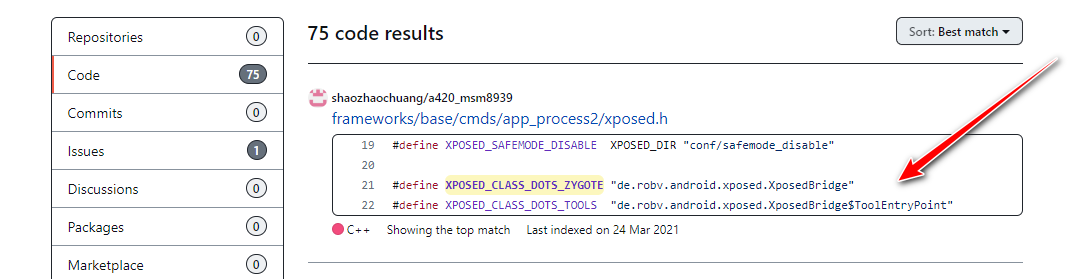 Repositories 0
Code 75
Commits 0
Issues 1
Discussions 0
Packages 0
Marketplace 0
75 code results
Sort: Best match
shaozhaochuang/a420_msm8939
frameworks/base/cmds/app_process2/xposed.h
19 #define XPOSED_SAFEMODE_DISABLE  XPOSED_DIR "conf/safemode_disable"
20
21 #define XPOSED_CLASS_DOTS_ZYGOTE "de.robv.android.xposed.XposedBridge"
22 #define XPOSED_CLASS_DOTS_TOOLS  "de.robv.android.xposed.XposedBridge$ToolEntryPoint"
C++ Showing the top match Last indexed on 24 Mar 2021